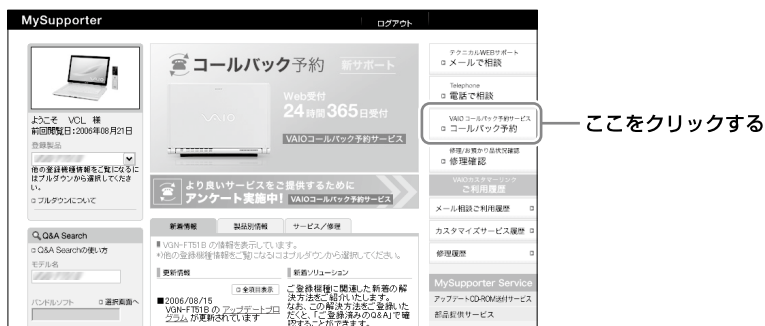 MySupporter
ログアウト
ようこそ VOL 様
前回閲覧日：2006年08月21日
登録製品
他の登録機種情報をご覧になるに
はプルダウンから選択してくださ
い。
プルダウンについて
Q&A Search
Q&A Searchの使い方
モデル名
バンドルソフト
選択画面へ
コールバック予約 新サポート
Web受付
24時間365日受付
VAIO
VAIOコールバック予約サービス
より良いサービスをご提供するために
アンケート実施中! VAIOコールバック予約サービス
新着情報
製品別情報
サービス／修理
VGN-FT51B の情報を表示しています。
*)他の登録機種情報をご覧になるにはプルダウンから選択してください。
更新情報
全項目表示
■2006/08/15
VGN-FT51B の アップデートプロ
グラム が更新されています
新着ソリューション
ご登録機種に関連した新着の解
決方法をご紹介いたします。
なお、この解決方法をご登録いた
だくと、「ご登録済みのQ&A」で確
認することができます。
テクニカルWEBサポート
メールで相談
Telephone
電話で相談
VAIO コールバック予約サービス
コールバック予約
修理/お預かり品状況確認
修理確認
VAIOカスタマーリンク
ご利用履歴
メール相談ご利用履歴
カスタマイズサービス履歴
修理履歴
MySupporter Service
アップデートCD-ROM送付サービス
部品提供サービス
ここをクリックする